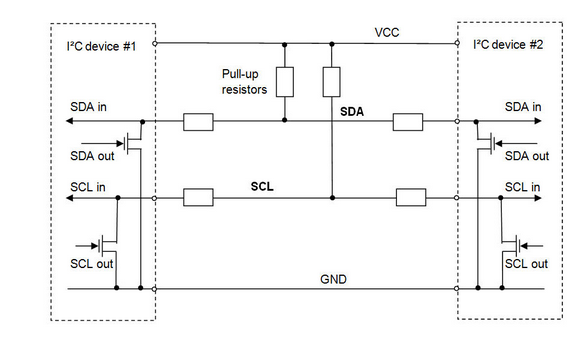 VCC
I²C device #1
I²C device #2
Pull-up
resistors
SDA in
SDA
SDA in
SDA out
SDA out
SCL in
SCL
SCL in
SCL out
SCL out
GND